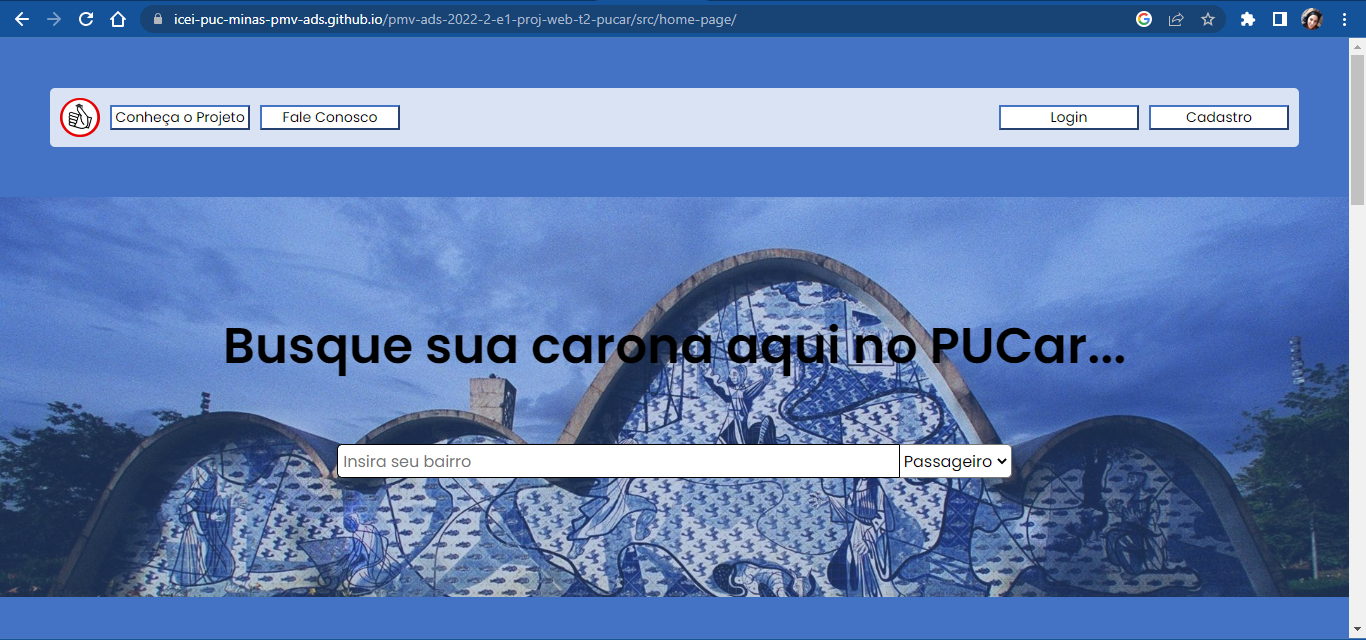 icei-puc-minas-pmv-ads.github.io/pmv-ads-2022-2-e1-proj-web-t2-pucar/src/home-page/
Conheça o Projeto Fale Conosco Login Cadastro
Busque sua carona aqui no PUCar...
Insira seu bairro Passageiro